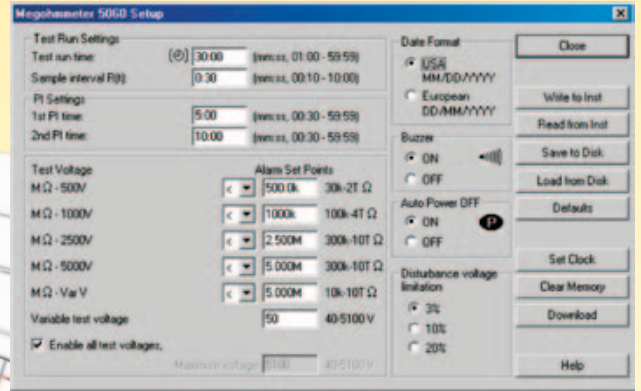 Megohmmeter 5060 Setup
Test Run Settings
Test run time: 30:00 (mm:ss, 01:00 - 59:59)
Sample interval R(t): 0:30 (mm:ss, 00:10 - 10:00)
PI Settings
1st PI time: 5:00 (mm:ss, 00:30 - 59:59)
2nd PI time: 10:00 (mm:ss, 00:30 - 59:59)
Test Voltage Alarm Set Points
MΩ - 500V < 500.0k 30k-2T Ω
MΩ - 1000V < 1000k 100k-4T Ω
MΩ - 2500V < 2.500M 300k-10T Ω
MΩ - 5000V < 5.000M 300k-10T Ω
MΩ - Var V < 5.000M 10k-10T Ω
Variable test voltage 50 40-5100 V
Enable all test voltages.
Maximum voltage 5100 40-5100 V
Date Format
USA
MM/DD/YYYY
European
DD/MM/YYYY
Buzzer
ON
OFF
Auto Power OFF
ON P
OFF
Disturbance voltage
limitation
3%
10%
20%
Close
Write to Inst
Read from Inst
Save to Disk
Load from Disk
Defaults
Set Clock
Clear Memory
Download
Help